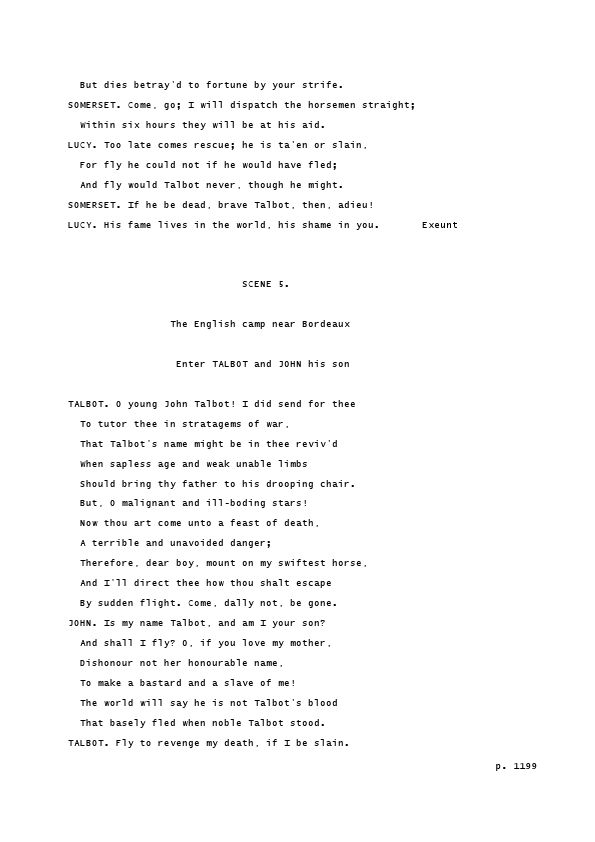 But dies betray'd to fortune by your strife.
SOMERSET. Come, go; I will dispatch the horsemen straight;
Within six hours they will be at his aid.
LUCY. Too late comes rescue; he is ta'en or slain,
For fly he could not if he would have fled;
And fly would Talbot never, though he might.
SOMERSET. If he be dead, brave Talbot, then, adieu!
LUCY. His fame lives in the world, his shame in you. Exeunt
SCENE 5.
The English camp near Bordeaux
Enter TALBOT and JOHN his son
TALBOT. O young John Talbot! I did send for thee
To tutor thee in stratagems of war,
That Talbot's name might be in thee reviv'd
When sapless age and weak unable limbs
Should bring thy father to his drooping chair.
But, O malignant and ill-boding stars!
Now thou art come unto a feast of death,
A terrible and unavoided danger;
Therefore, dear boy, mount on my swiftest horse,
And I'll direct thee how thou shalt escape
By sudden flight. Come, dally not, be gone.
JOHN. Is my name Talbot, and am I your son?
And shall I fly? O, if you love my mother,
Dishonour not her honourable name,
To make a bastard and a slave of me!
The world will say he is not Talbot's blood
That basely fled when noble Talbot stood.
TALBOT. Fly to revenge my death, if I be slain.
p. 1199